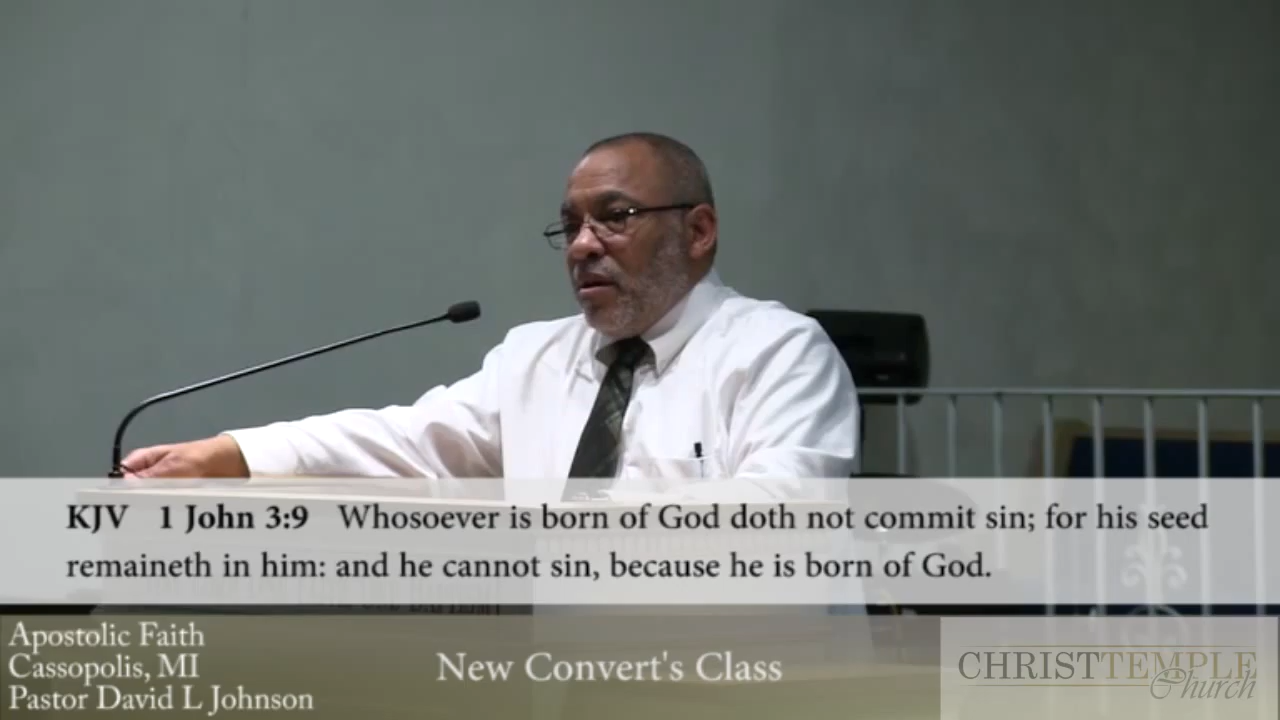 KJV 1 John 3:9 Whosoever is born of God doth not commit sin; for his seed
remaineth in him: and he cannot sin, because he is born of God.
Apostolic Faith
Cassopolis, MI
Pastor David L Johnson
New Convert's Class
CHRISTTEMPLE
Church